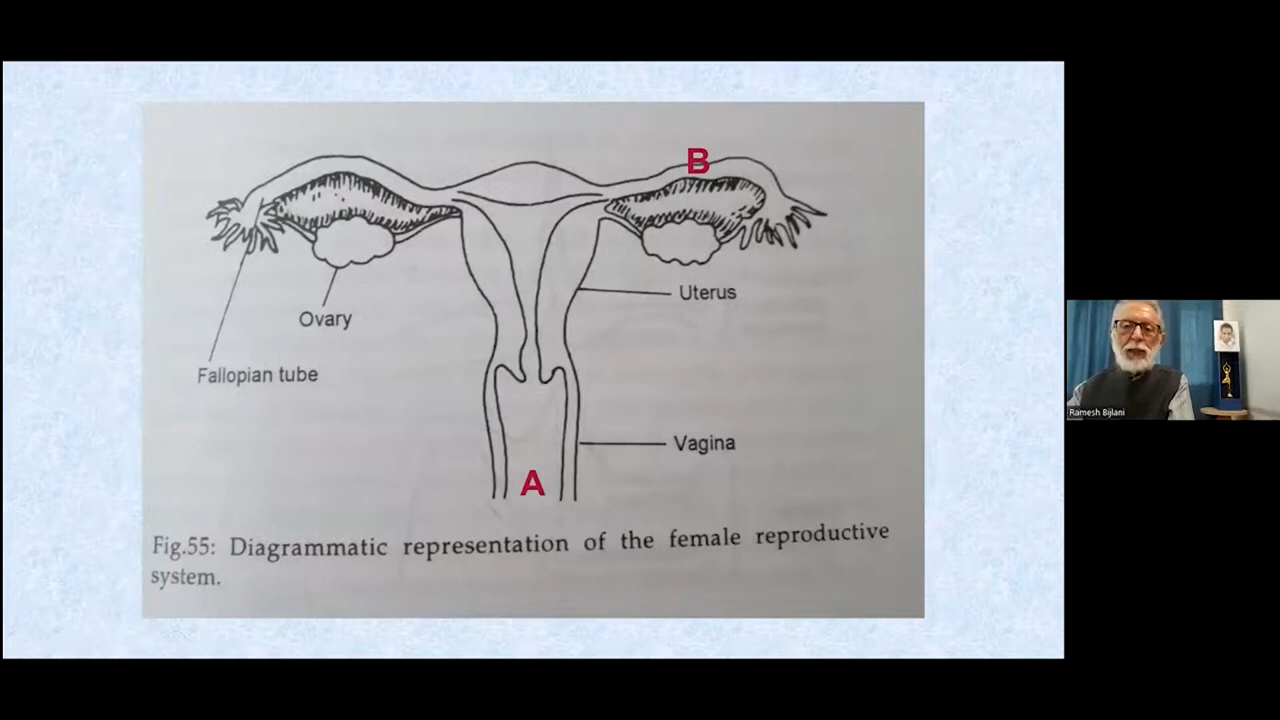 B
Uterus
Ovary
Fallopian tube
Vagina
A
Fig.55: Diagrammatic representation of the female reproductive
system.
Ramesh Bijlani